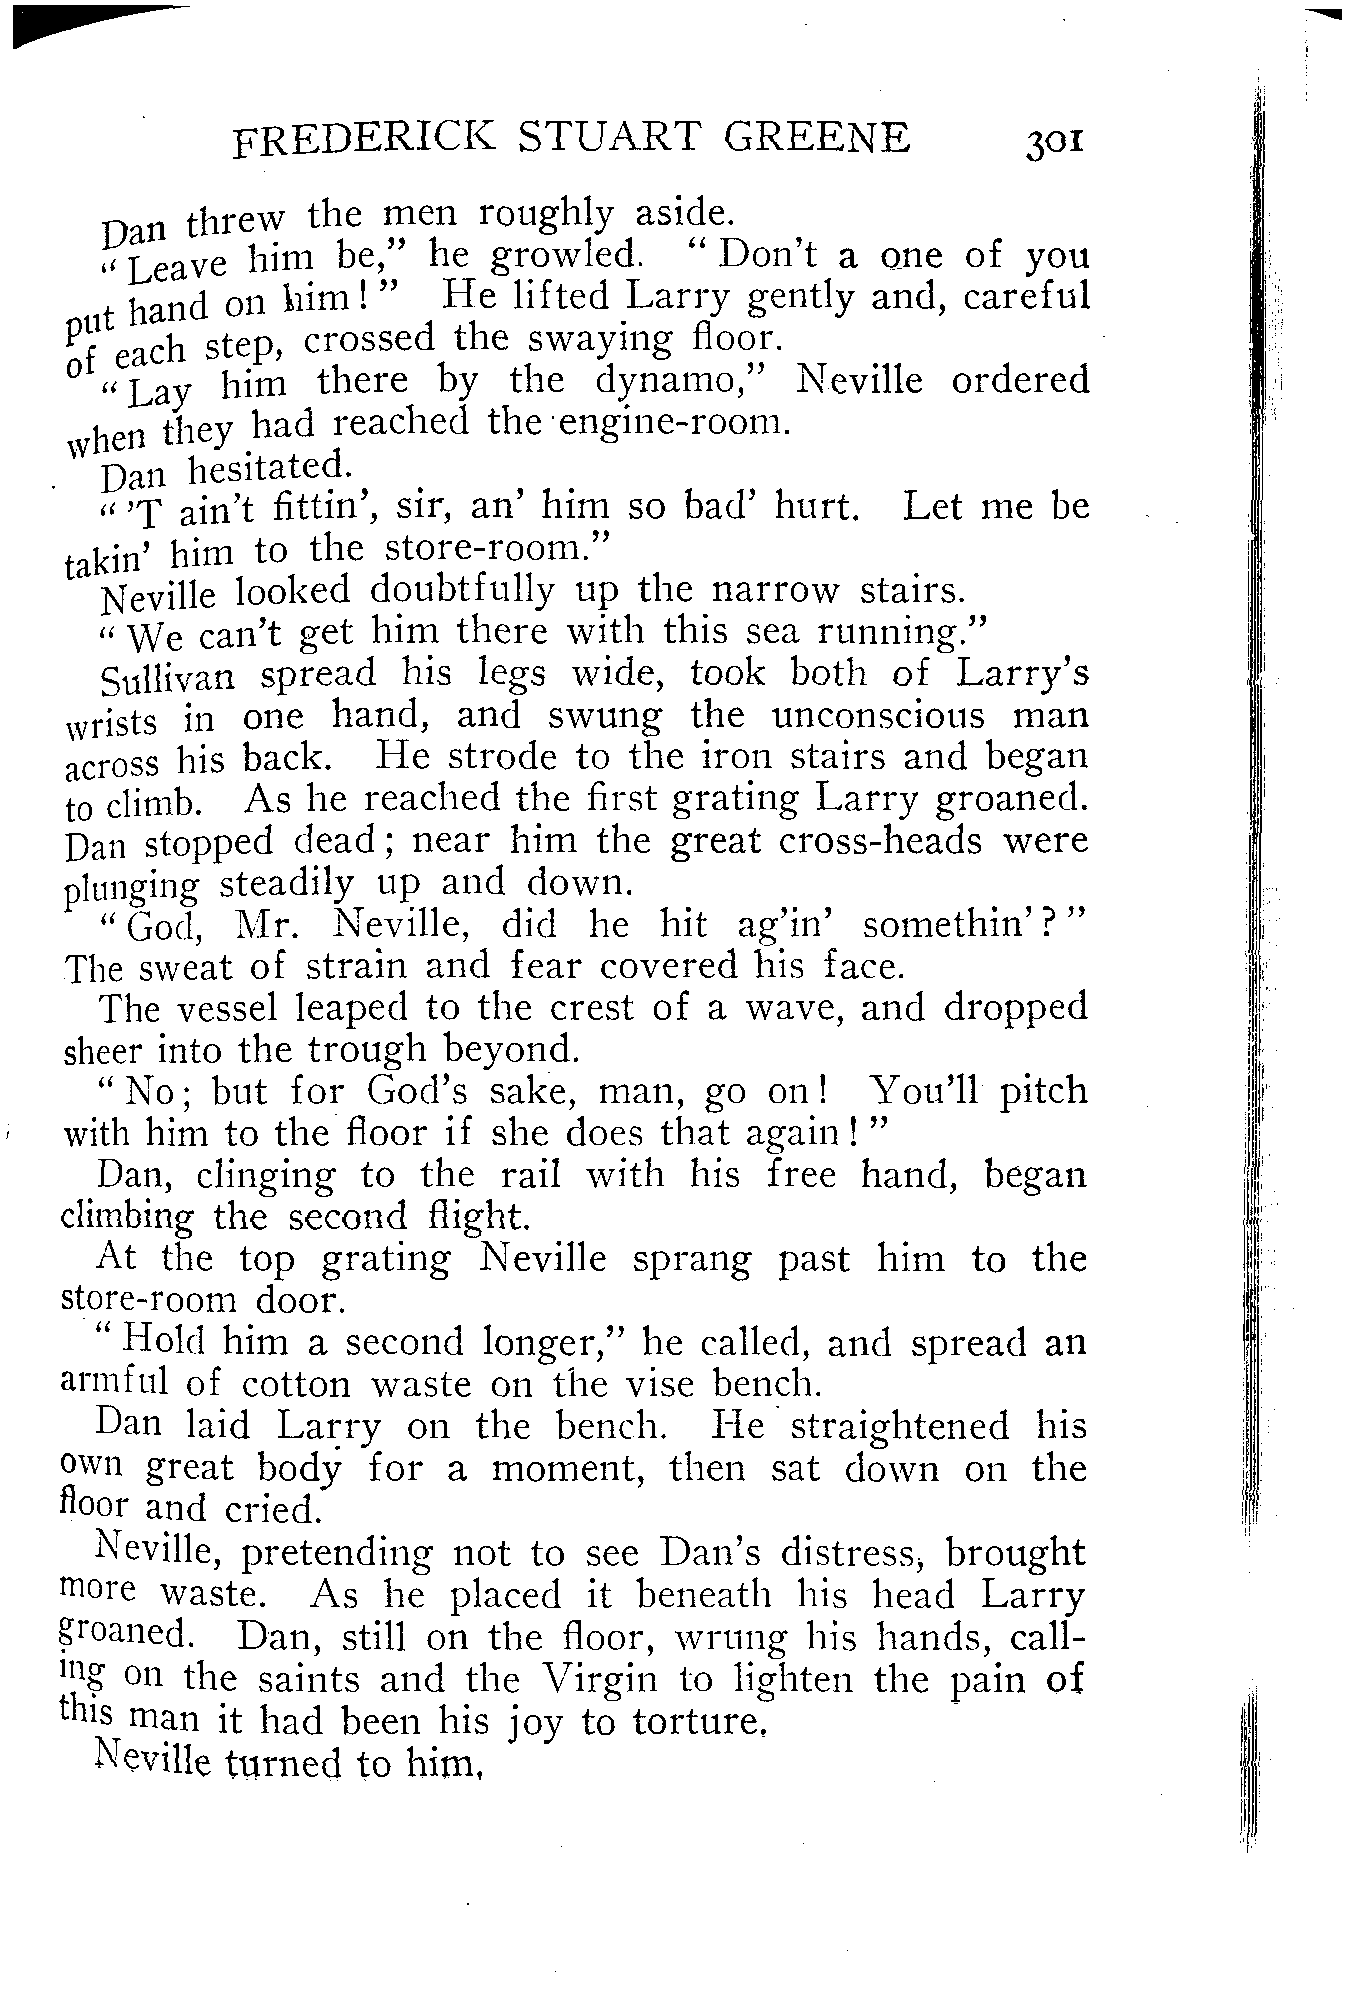 FREDERICK STUART GREENE 301
Dan threw the men roughly aside.
“ Leave him be,” he growled. “ Don't a one of you
put hand on him ! ” He lifted Larry gently and, careful
of each step, crossed the swaying floor.
“ Lay him there by the dynamo,” Neville ordered
when they had reached the engine-room.
Dan hesitated.
“ ’T ain't fittin', sir, an' him so bad' hurt. Let me be
takin' him to the store-room.”
Neville looked doubtfully up the narrow stairs.
“ We can't get him there with this sea running.”
Sullivan spread his legs wide, took both of Larry's
wrists in one hand, and swung the unconscious man
across his back. He strode to the iron stairs and began
to climb. As he reached the first grating Larry groaned.
Dan stopped dead ; near him the great cross-heads were
plunging steadily up and down.
“ God, Mr. Neville, did he hit ag'in' somethin' ? ”
The sweat of strain and fear covered his face.
The vessel leaped to the crest of a wave, and dropped
sheer into the trough beyond.
“ No ; but for God's sake, man, go on ! You'll pitch
with him to the floor if she does that again ! ”
Dan, clinging to the rail with his free hand, began
climbing the second flight.
At the top grating Neville sprang past him to the
store-room door.
“ Hold him a second longer,” he called, and spread an
armful of cotton waste on the vise bench.
Dan laid Larry on the bench. He straightened his
own great body for a moment, then sat down on the
floor and cried.
Neville, pretending not to see Dan's distress, brought
more waste. As he placed it beneath his head Larry
groaned. Dan, still on the floor, wrung his hands, call-
ing on the saints and the Virgin to lighten the pain of
this man it had been his joy to torture.
Neville turned to him.